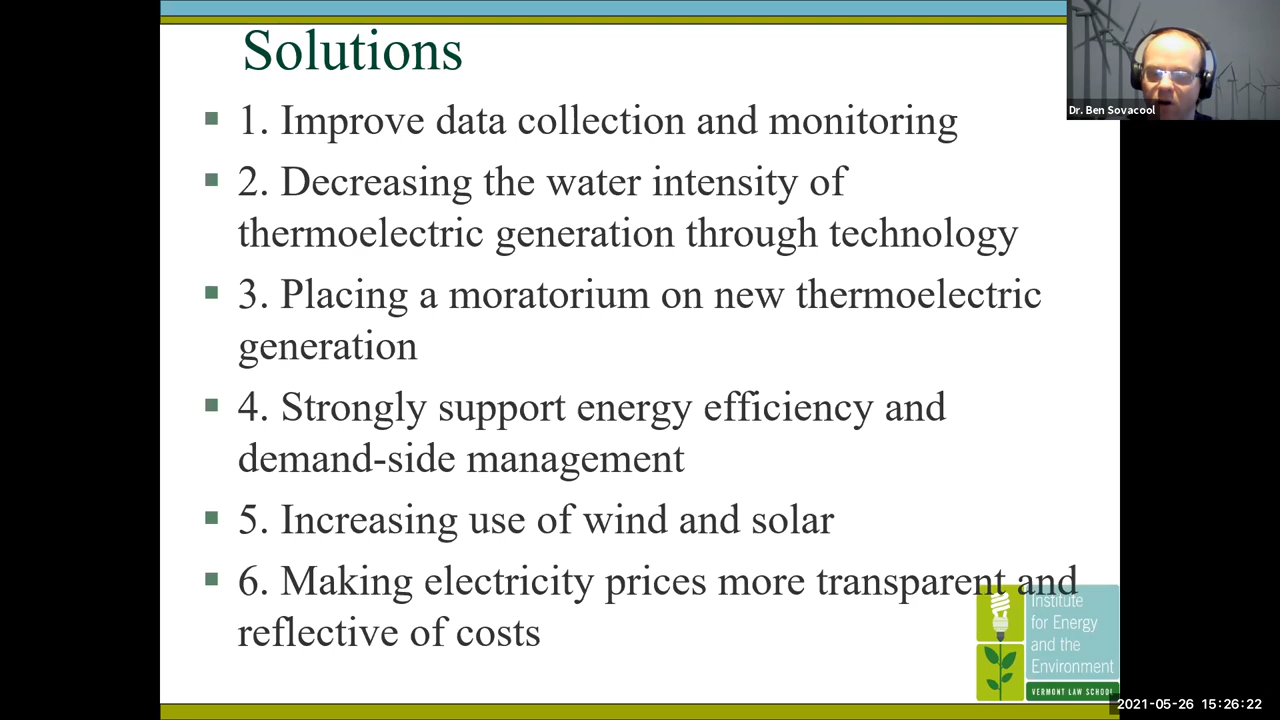 Solutions
1. Improve data collection and monitoring
2. Decreasing the water intensity of
thermoelectric generation through technology
3. Placing a moratorium on new thermoelectric
generation
4. Strongly support energy efficiency and
demand-side management
5. Increasing use of wind and solar
6. Making electricity prices more transparent and
reflective of costs
Institute
for Energy
and the
Environment
VERMONT LAW SCHOOL
Dr. Ben Sovacool
2021-05-26 15:26:22